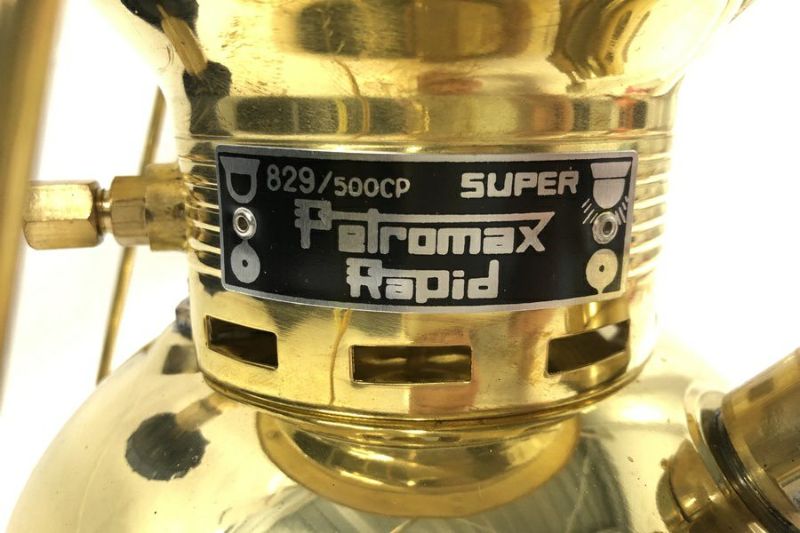 829/500CP SUPER
Petromax
Rapid